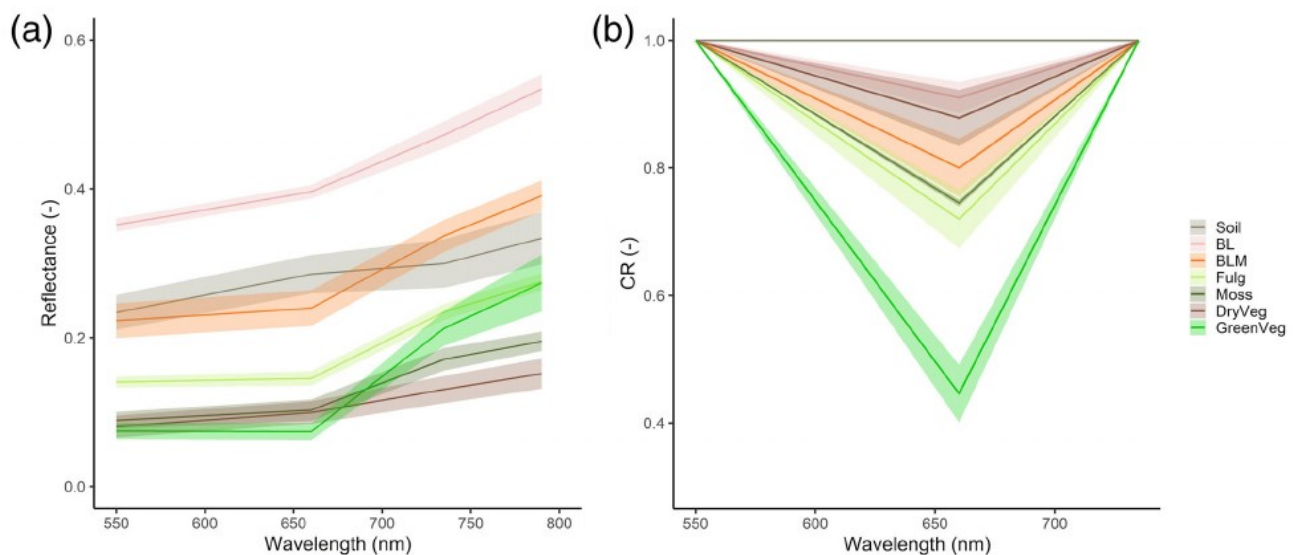 (a)
0.6
0.4
0.2
0.0
Reflectance (-)
550 600 650 700 750 800
Wavelength (nm)
(b)
1.0
0.8
0.6
0.4
CR (-)
550 600 650 700
Wavelength (nm)
Soil
BL
BLM
Fulg
Moss
DryVeg
GreenVeg